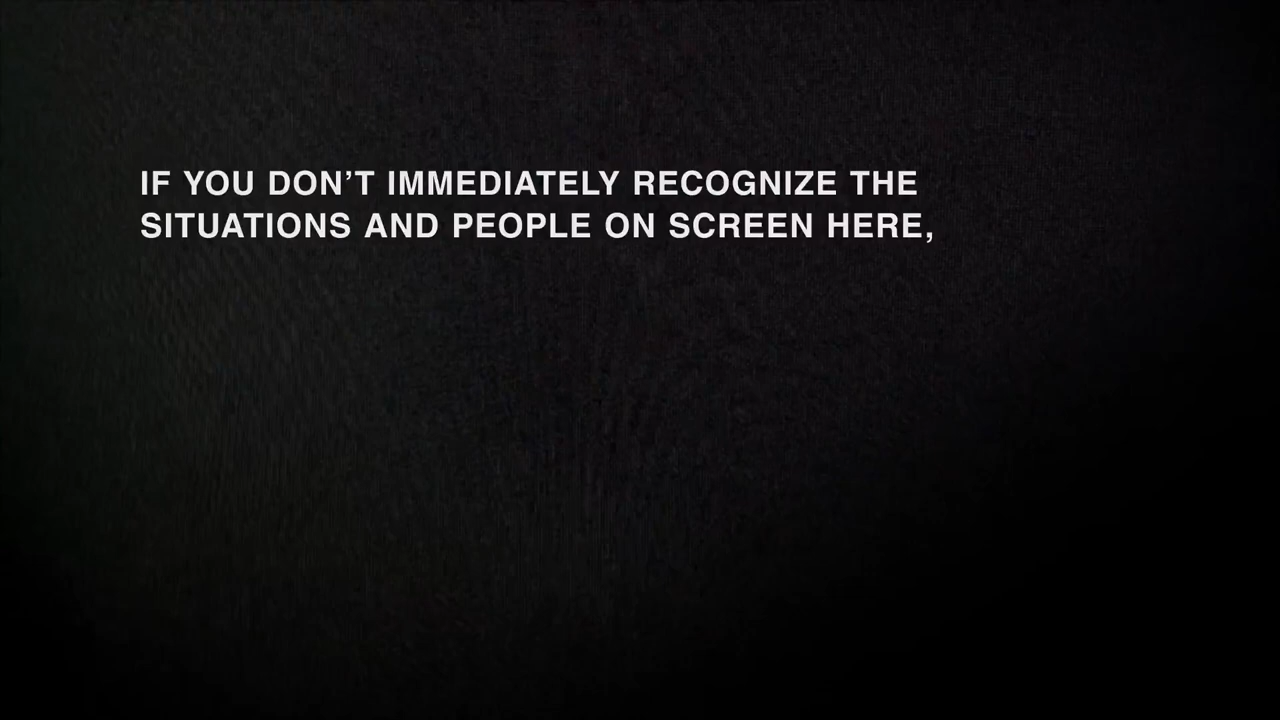 IF YOU DON’T IMMEDIATELY RECOGNIZE THE
SITUATIONS AND PEOPLE ON SCREEN HERE,